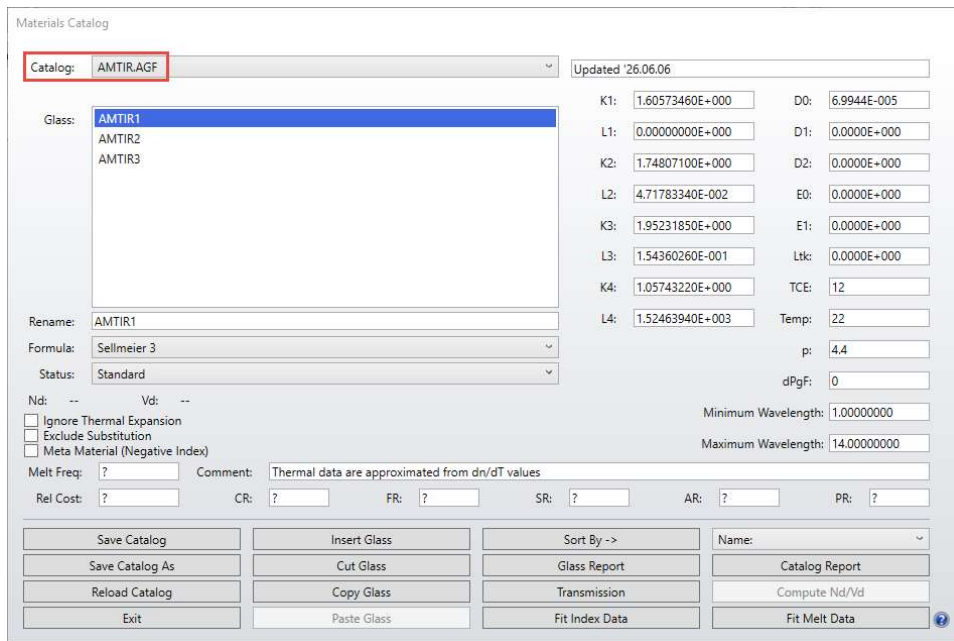 Materials Catalog
Catalog: AMTIR.AGF Updated '26.06.06
K1: 1.60573460E+000 D0: 6.9944E-005
Glass: AMTIR1 L1: 0.00000000E+000 D1: 0.0000E+000
AMTIR2
AMTIR3 K2: 1.74807100E+000 D2: 0.0000E+000
L2: 4.71783340E-002 E0: 0.0000E+000
K3: 1.95231850E+000 E1: 0.0000E+000
L3: 1.54360260E-001 Ltk: 0.0000E+000
K4: 1.05743220E+000 TCE: 12
Rename: AMTIR1 L4: 1.52463940E+003 Temp: 22
Formula: Sellmeier 3 p: 4.4
Status: Standard dPgF: 0
Nd: -- Vd: --
Ignore Thermal Expansion Minimum Wavelength: 1.00000000
Exclude Substitution
Meta Material (Negative Index) Maximum Wavelength: 14.00000000
Melt Freq: ? Comment: Thermal data are approximated from dn/dT values
Rel Cost: ? CR: ? FR: ? SR: ? AR: ? PR: ?
Save Catalog Insert Glass Sort By -> Name:
Save Catalog As Cut Glass Glass Report Catalog Report
Reload Catalog Copy Glass Transmission Compute Nd/Vd
Exit Paste Glass Fit Index Data Fit Melt Data ?